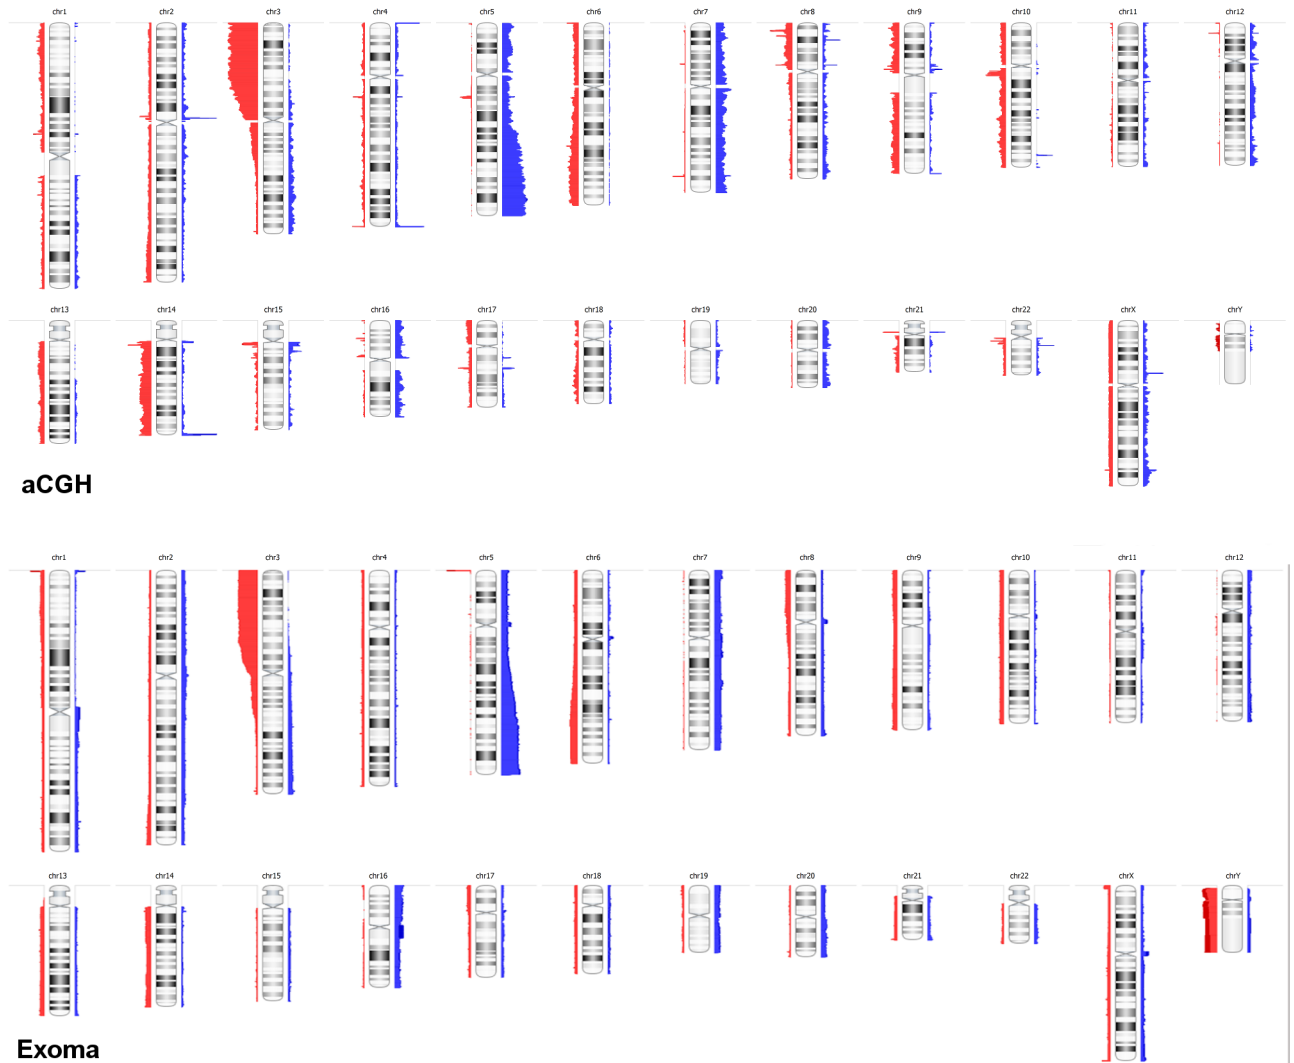 chr1 chr2 chr3 chr4 chr5 chr6 chr7 chr8 chr9 chr10 chr11 chr12
chr13 chr14 chr15 chr16 chr17 chr18 chr19 chr20 chr21 chr22 chrX chrY
aCGH
chr1 chr2 chr3 chr4 chr5 chr6 chr7 chr8 chr9 chr10 chr11 chr12
chr13 chr14 chr15 chr16 chr17 chr18 chr19 chr20 chr21 chr22 chrX chrY
Exoma